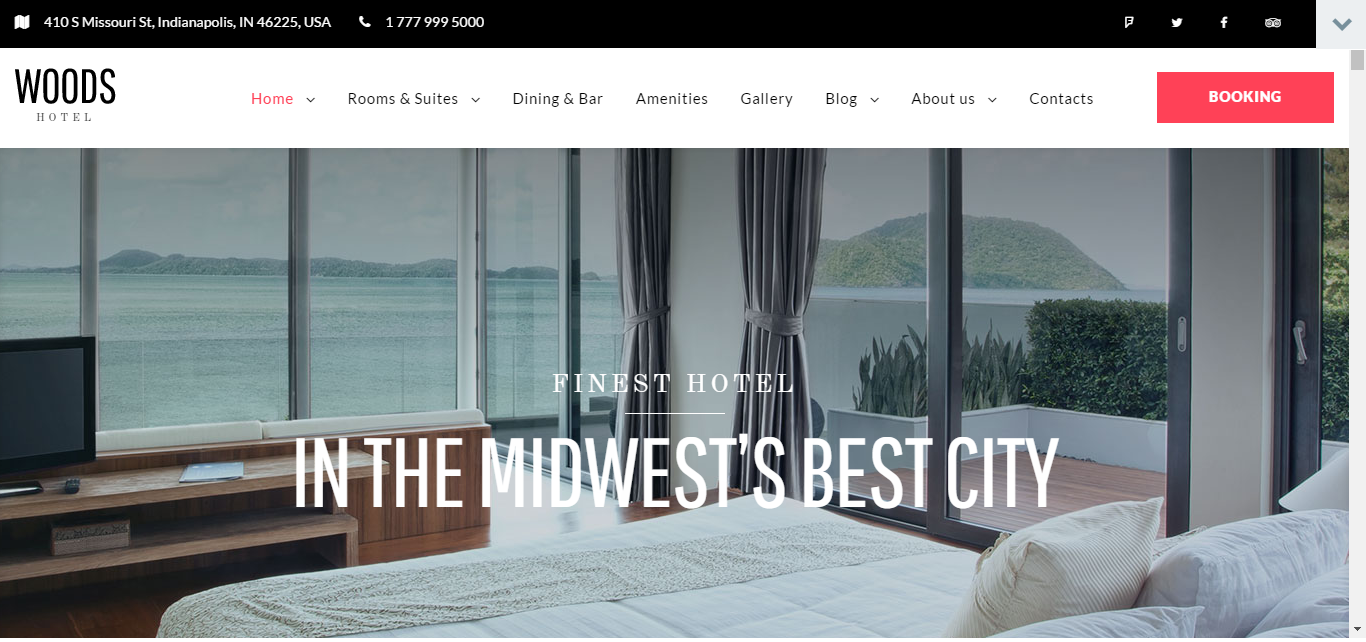 410 S Missouri St, Indianapolis, IN 46225, USA 1 777 999 5000
WOODS
HOTEL
Home Rooms & Suites Dining & Bar Amenities Gallery Blog About us Contacts
BOOKING
FINEST HOTEL
IN THE MIDWEST’S BEST CITY